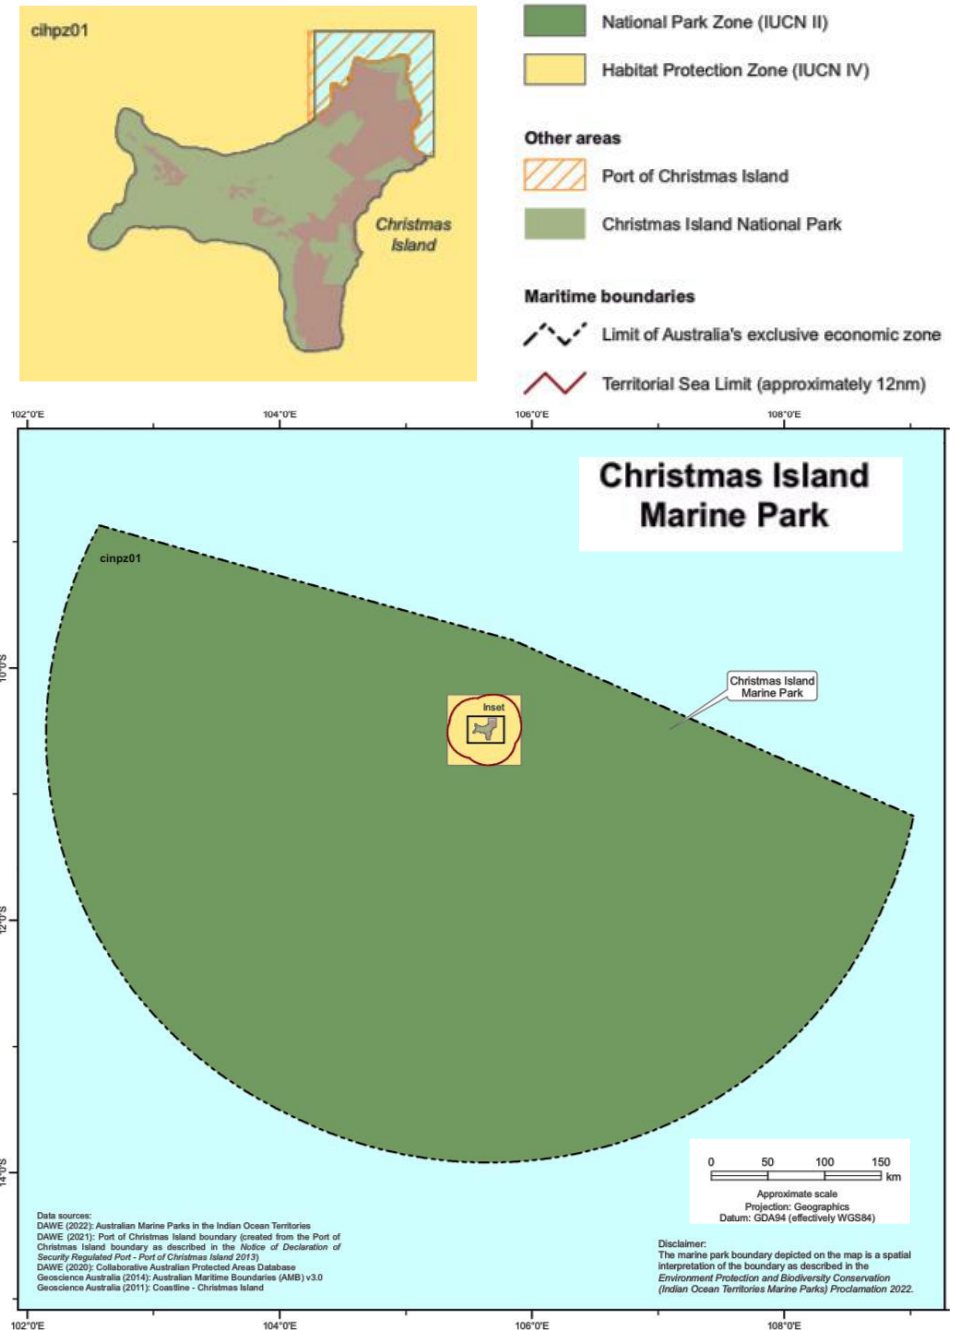 cihpz01
Christmas
Island
National Park Zone (IUCN II)
Habitat Protection Zone (IUCN IV)
Other areas
Port of Christmas Island
Christmas Island National Park
Maritime boundaries
Limit of Australia's exclusive economic zone
Territorial Sea Limit (approximately 12nm)
102°0'E
104°0'E
106°0'E
108°0'E
Christmas Island
Marine Park
cinpz01
10°0'S
Christmas Island
Marine Park
Inset
12°0'S
14°0'S
0 50 100 150
km
Approximate scale
Projection: Geographics
Datum: GDA94 (effectively WGS84)
Data sources:
DAWE (2022): Australian Marine Parks in the Indian Ocean Territories
DAWE (2021): Port of Christmas Island boundary (created from the Port of
Christmas Island boundary as described in the Notice of Declaration of
Security Regulated Port - Port of Christmas Island 2013)
DAWE (2020): Collaborative Australian Protected Areas Database
Geoscience Australia (2014): Australian Maritime Boundaries (AMB) v3.0
Geoscience Australia (2011): Coastline - Christmas Island
Disclaimer:
The marine park boundary depicted on the map is a spatial
interpretation of the boundary as described in the
Environment Protection and Biodiversity Conservation
(Indian Ocean Territories Marine Parks) Proclamation 2022.
102°0'E
104°0'E
106°0'E
108°0'E